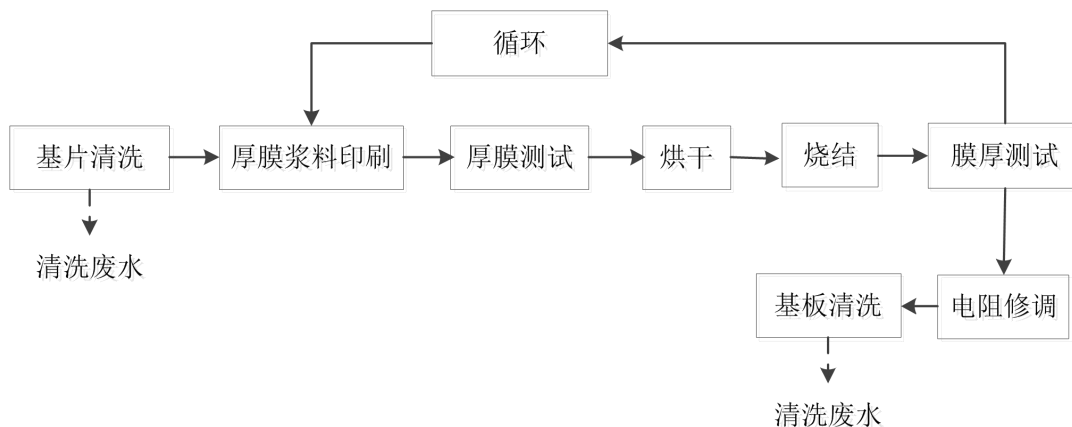 循环
基片清洗
厚膜浆料印刷
厚膜测试
烘干
烧结
膜厚测试
清洗废水
基板清洗
电阻修调
清洗废水